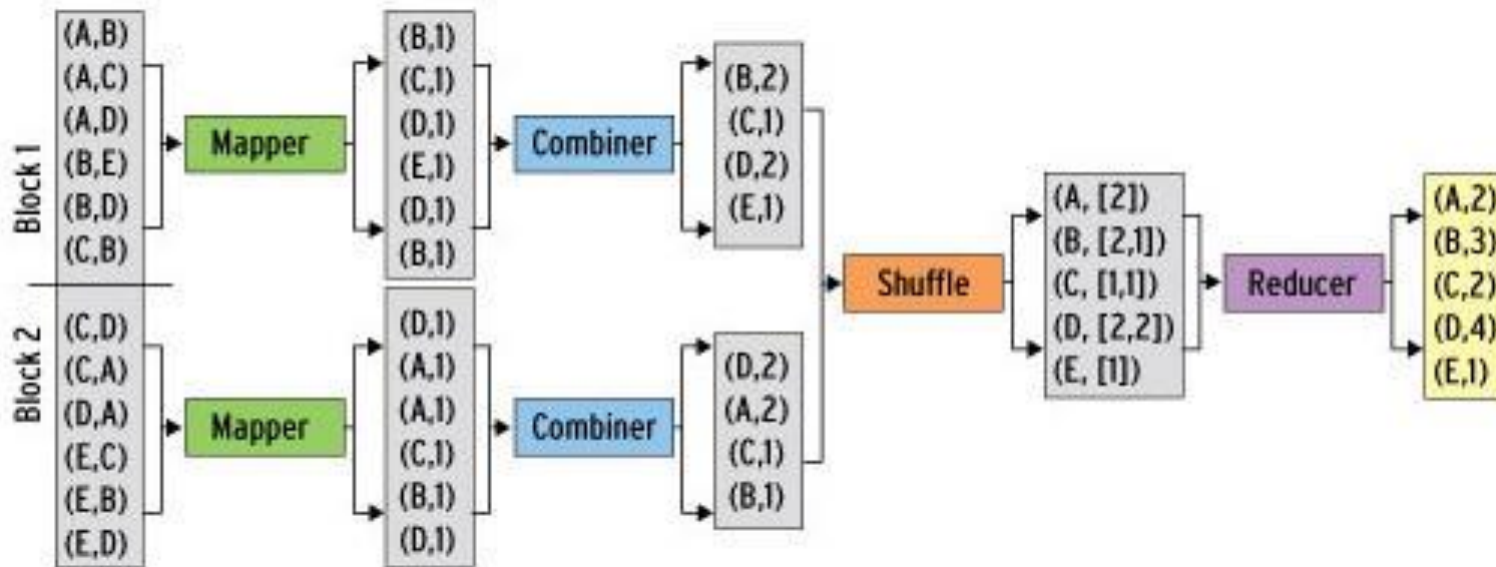 Block 1
(A,B)
(A,C)
(A,D)
(B,E)
(B,D)
(C,B)
Mapper
(B,1)
(C,1)
(D,1)
(E,1)
(D,1)
(B,1)
Combiner
(B,2)
(C,1)
(D,2)
(E,1)
Block 2
(C,D)
(C,A)
(D,A)
(E,C)
(E,B)
(E,D)
Mapper
(D,1)
(A,1)
(A,1)
(C,1)
(B,1)
(D,1)
Combiner
(D,2)
(A,2)
(C,1)
(B,1)
Shuffle
(A, [2])
(B, [2,1])
(C, [1,1])
(D, [2,2])
(E, [1])
Reducer
(A,2)
(B,3)
(C,2)
(D,4)
(E,1)